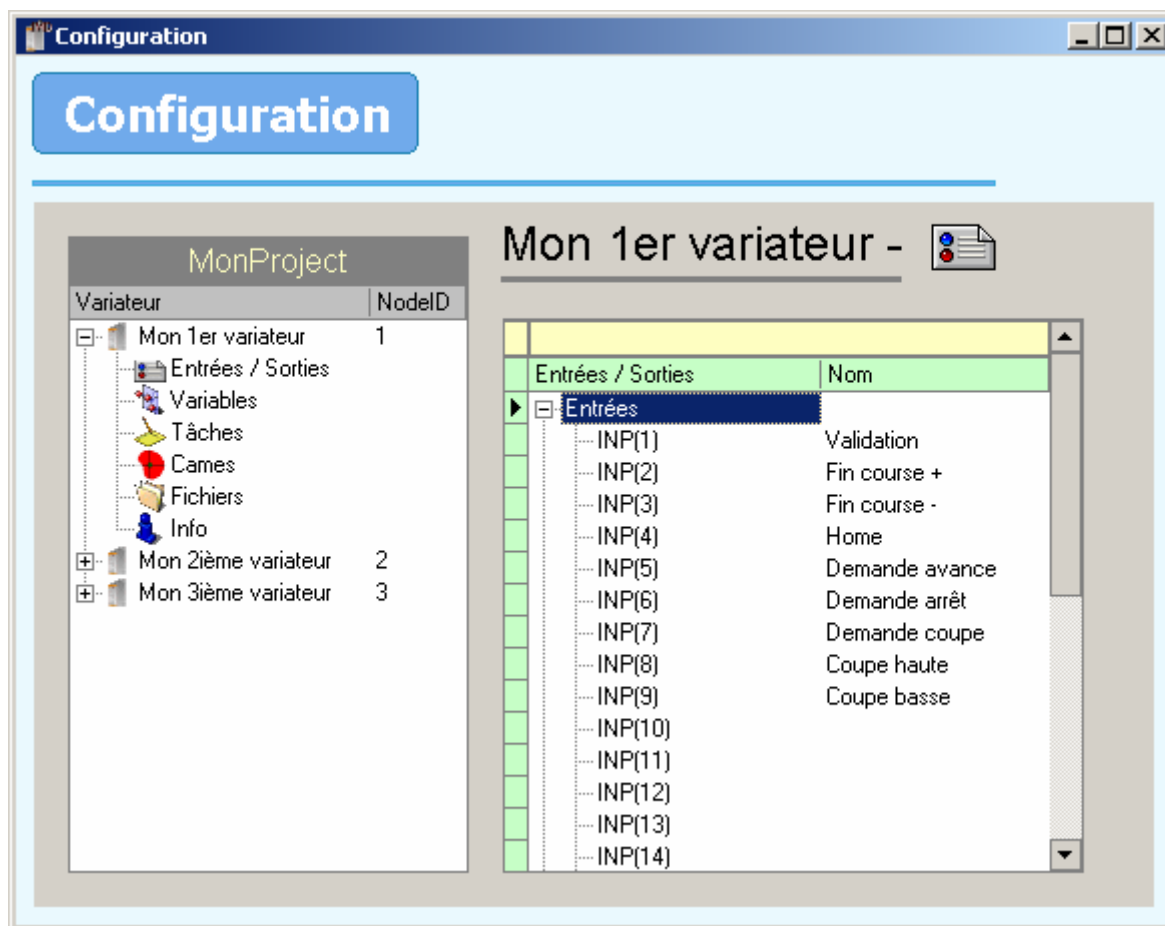 Configuration
Configuration
MonProject
Variateur NodeID
Mon 1er variateur 1
Entrées / Sorties
Variables
Tâches
Cames
Fichiers
Info
Mon 2ième variateur 2
Mon 3ième variateur 3
Mon 1er variateur -
Entrées / Sorties Nom
Entrées
INP(1) Validation
INP(2) Fin course +
INP(3) Fin course -
INP(4) Home
INP(5) Demande avance
INP(6) Demande arrêt
INP(7) Demande coupe
INP(8) Coupe haute
INP(9) Coupe basse
INP(10)
INP(11)
INP(12)
INP(13)
INP(14)